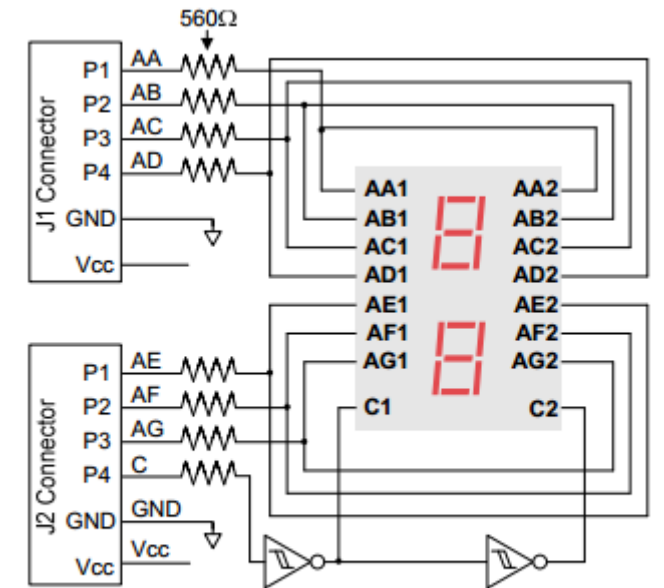 560Ω
J1 Connector
P1 AA
P2 AB
P3 AC
P4 AD
GND
Vcc
AA1 AA2
AB1 AB2
AC1 AC2
AD1 AD2
AE1 AE2
AF1 AF2
AG1 AG2
C1 C2
J2 Connector
P1 AE
P2 AF
P3 AG
P4 C
GND GND
Vcc Vcc